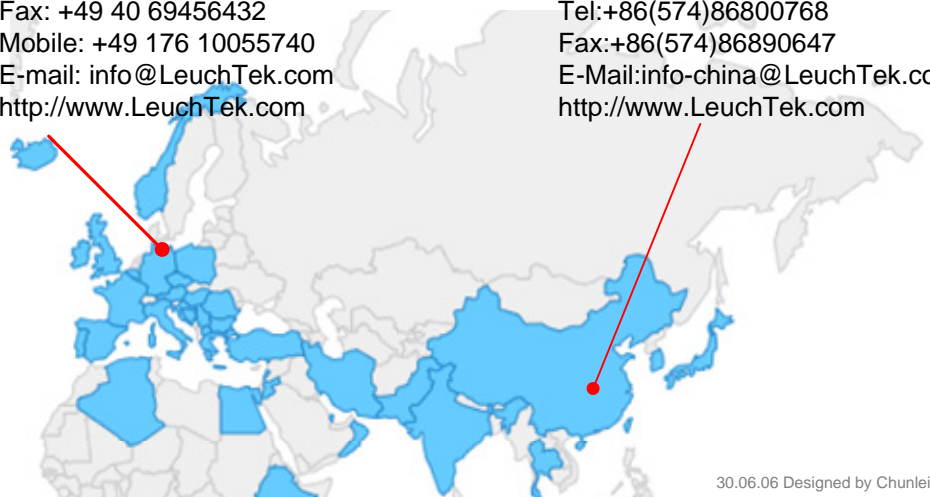 Fax: +49 40 69456432
Mobile: +49 176 10055740
E-mail: info@LeuchTek.com
http://www.LeuchTek.com
Tel:+86(574)86800768
Fax:+86(574)86890647
E-Mail:info-china@LeuchTek.co
http://www.LeuchTek.com
30.06.06 Designed by Chunlei